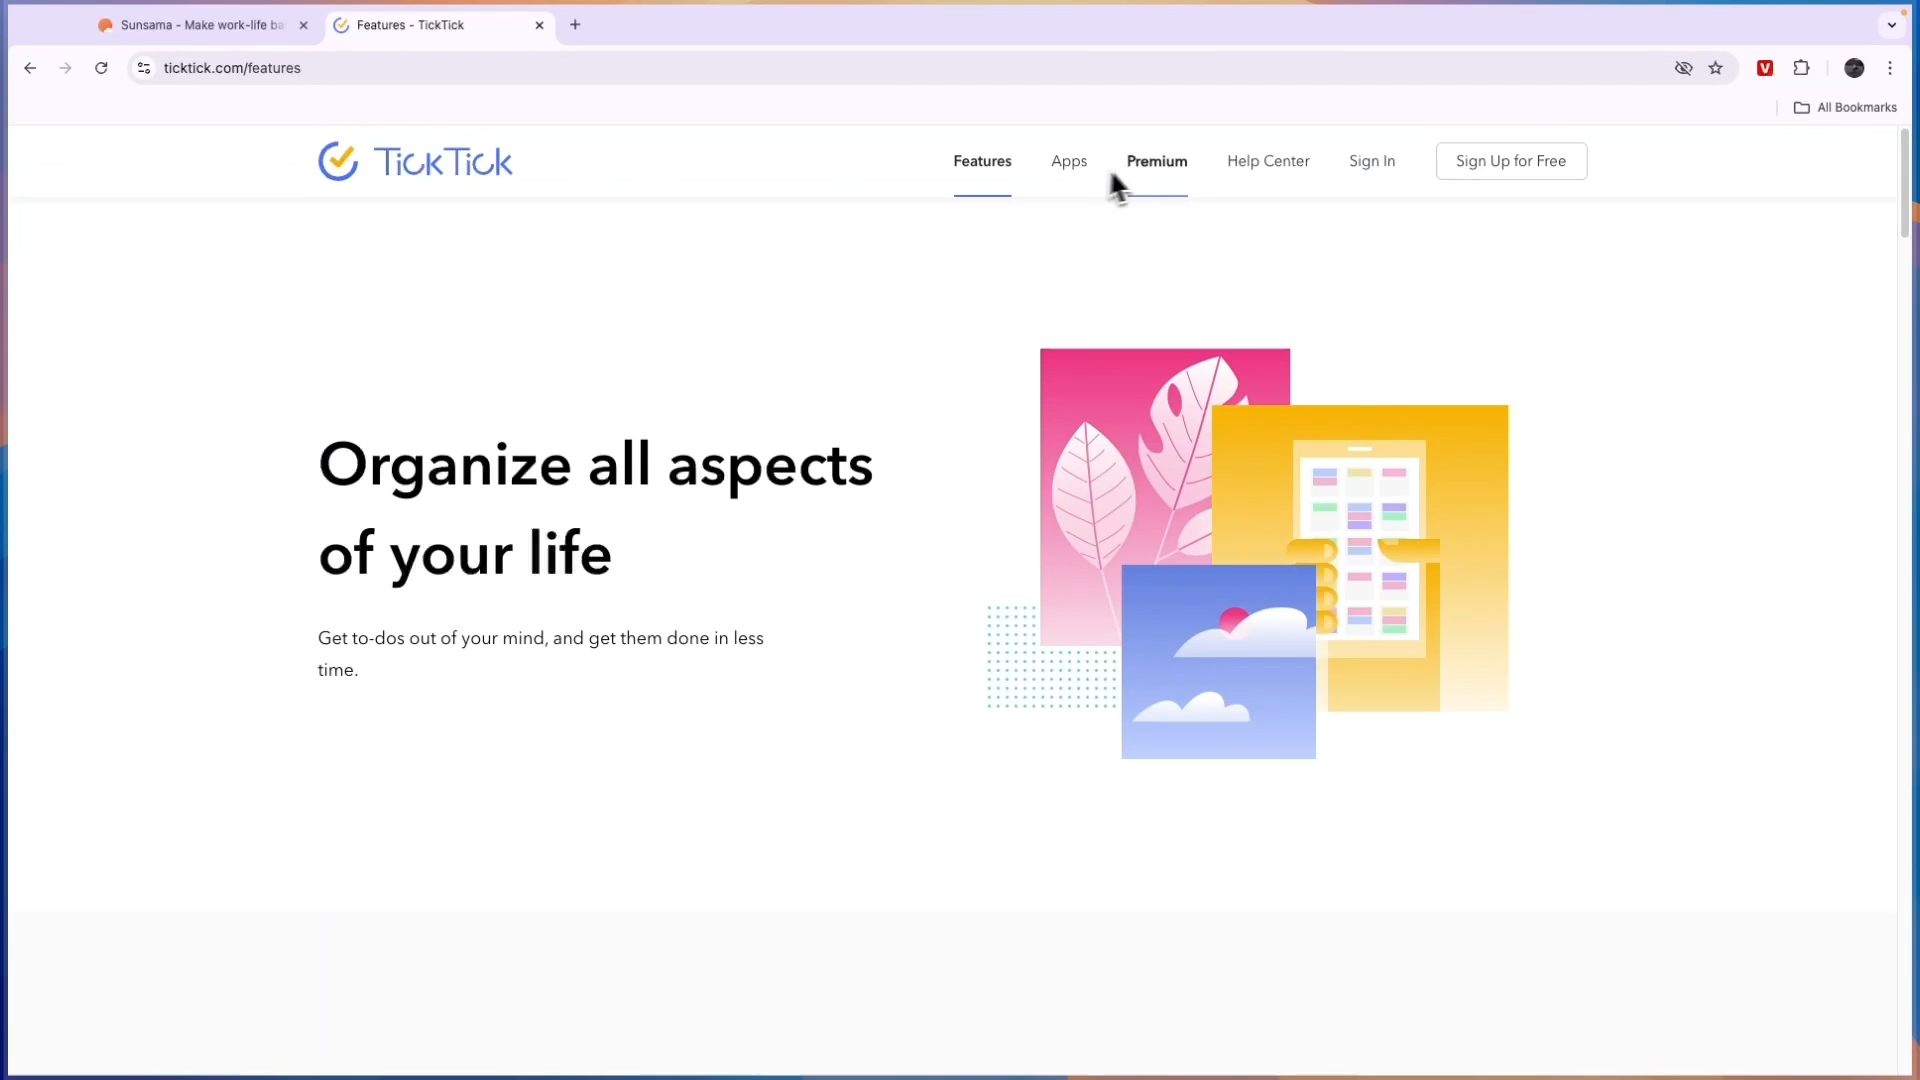 Sunsama - Make work-life ba
Features - TickTick
ticktick.com/features
All Bookmarks
TickTick
Features
Apps
Premium
Help Center
Sign In
Sign Up for Free
Organize all aspects
of your life
Get to-dos out of your mind, and get them done in less
time.